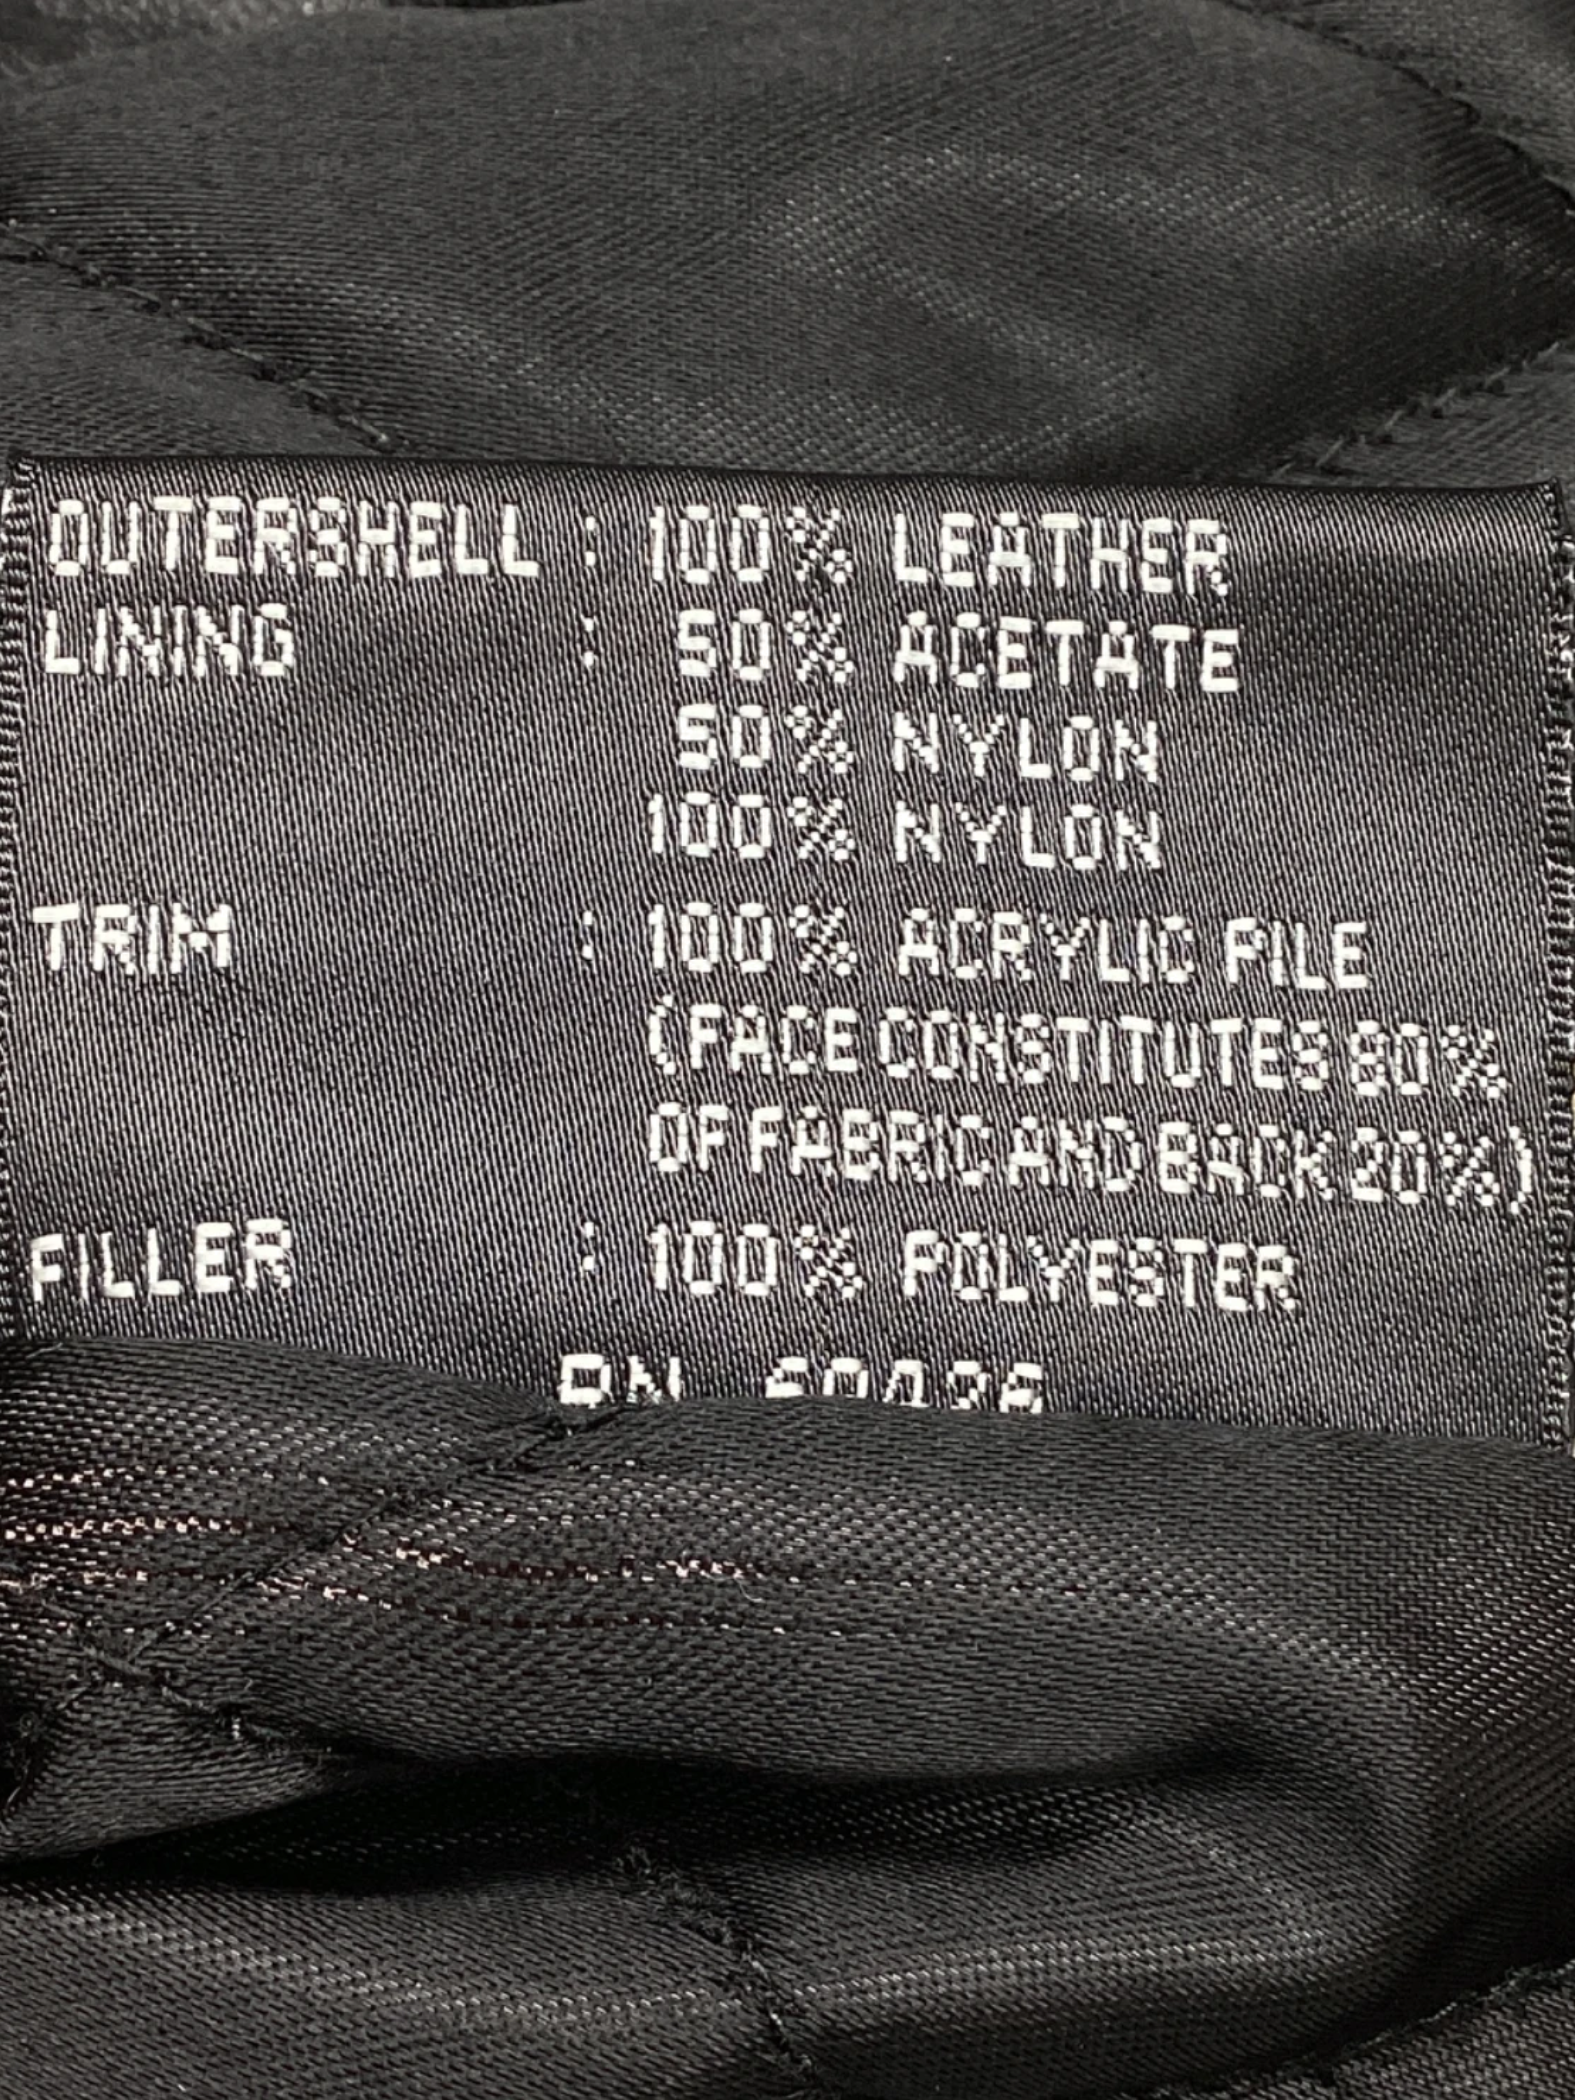 OUTERSHELL : 100% LEATHER
LINING : 50% ACETATE
50% NYLON
100% NYLON
TRIM : 100% ACRYLIC PILE
(FACE CONSTITUTES 80%
OF FABRIC AND BACK 20%)
FILLER : 100% POLYESTER
RN